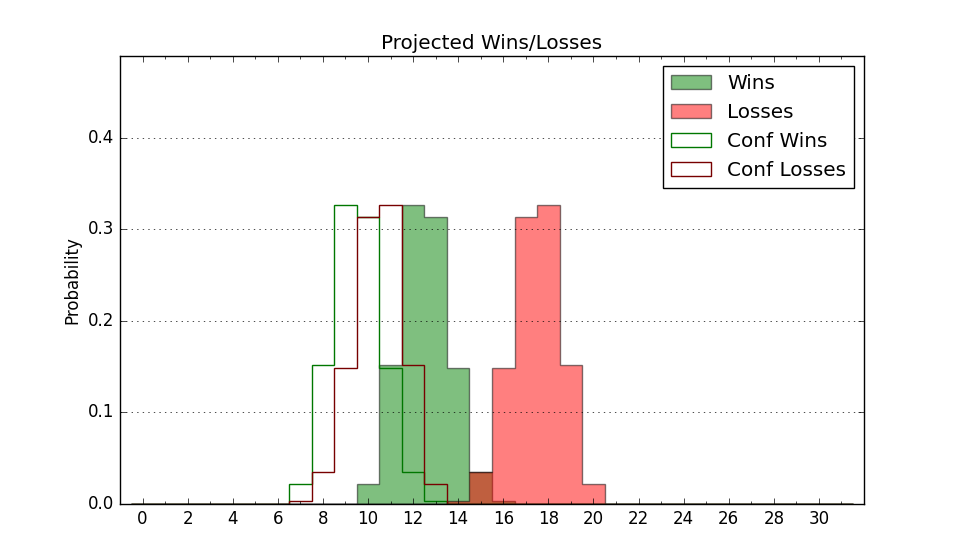 Projected Wins/Losses
Wins
Losses
Conf Wins
Conf Losses
Probability
0.4
0.3
0.2
0.1
0.0
0 2 4 6 8 10 12 14 16 18 20 22 24 26 28 30